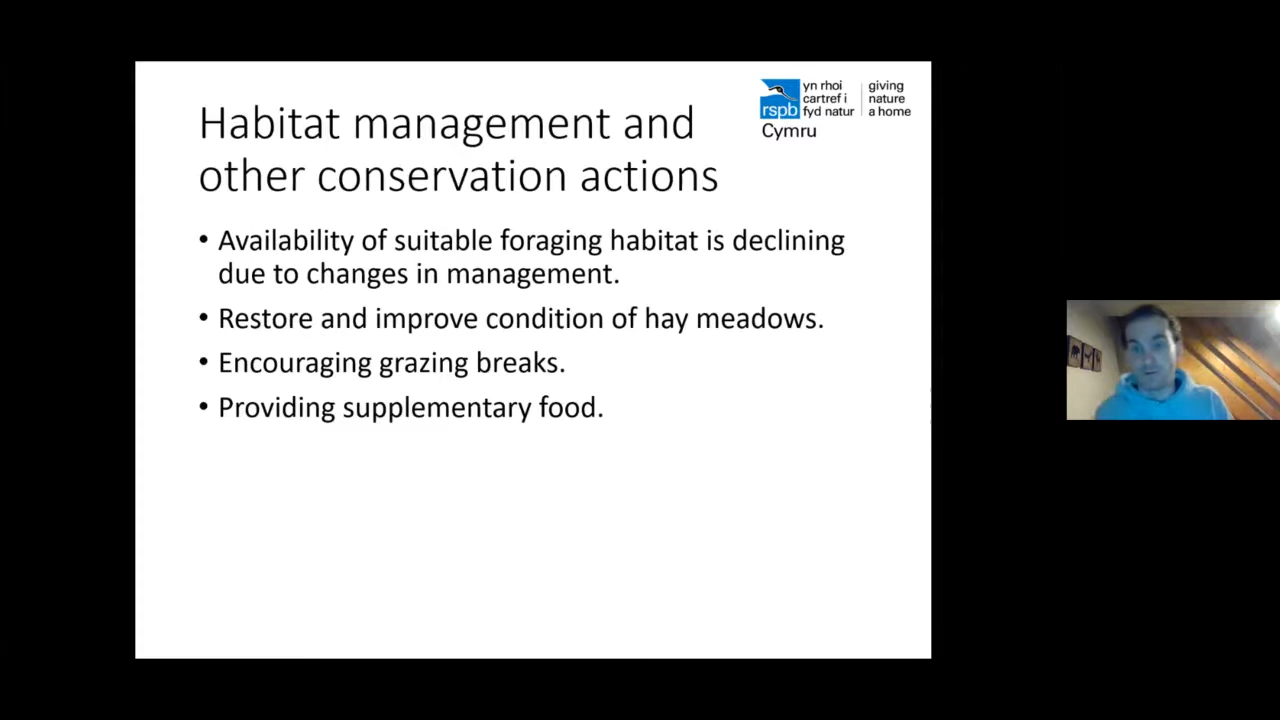 Habitat management and
other conservation actions
yn rhoi
cartref i
fyd natur
giving
nature
a home
rspb
Cymru
• Availability of suitable foraging habitat is declining
due to changes in management.
• Restore and improve condition of hay meadows.
• Encouraging grazing breaks.
• Providing supplementary food.